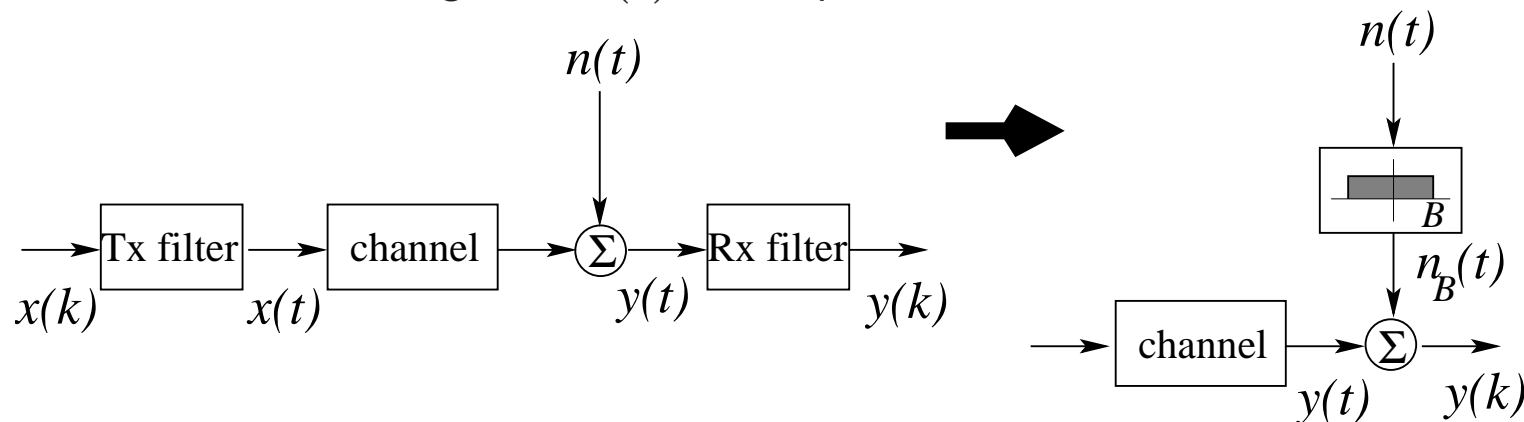 n(t)
Tx filter
channel
Σ
Rx filter
x(k)
x(t)
y(t)
y(k)
n(t)
B
n_B(t)
channel
Σ
y(t)
y(k)